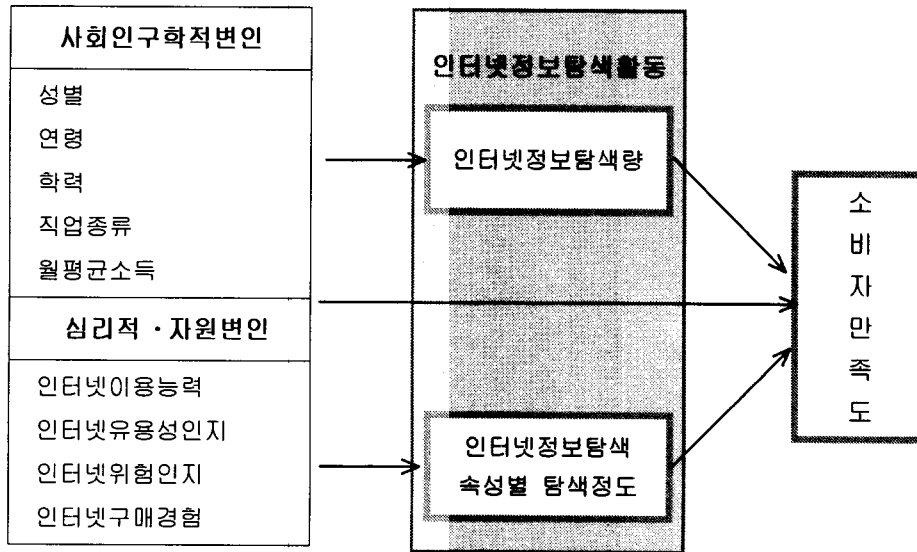 사회인구학적변인
성별
연령
학력
직업종류
월평균소득
심리적 · 자원변인
인터넷이용능력
인터넷유용성인지
인터넷위험인지
인터넷구매경험
인터넷정보탐색활동
인터넷정보탐색량
인터넷정보탐색
속성별 탐색정도
소
비
자
만
족
도